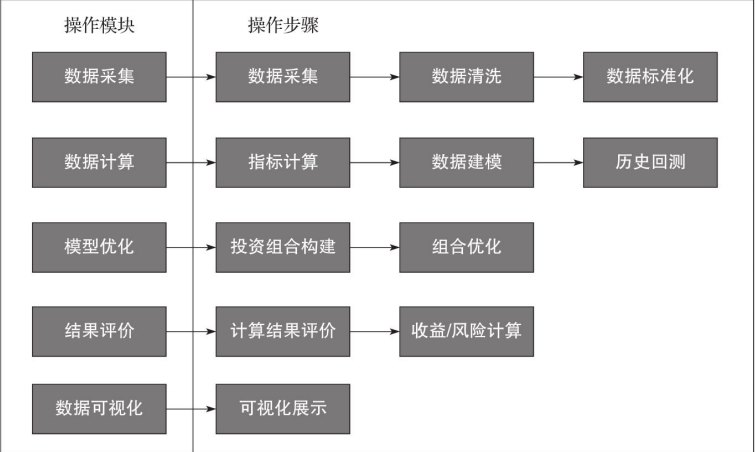 操作模块 操作步骤
数据采集 数据采集 数据清洗 数据标准化
数据计算 指标计算 数据建模 历史回测
模型优化 投资组合构建 组合优化
结果评价 计算结果评价 收益/风险计算
数据可视化 可视化展示